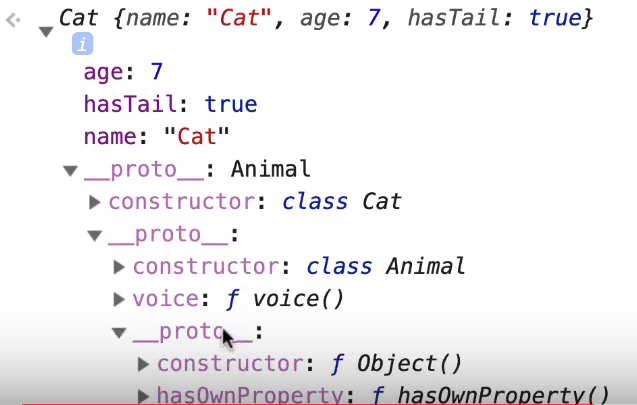 Cat {name: "Cat", age: 7, hasTail: true}
i
age: 7
hasTail: true
name: "Cat"
__proto__: Animal
constructor: class Cat
__proto__:
constructor: class Animal
voice: ƒ voice()
__proto__:
constructor: ƒ Object()
hasOwnProperty: ƒ hasOwnProperty()